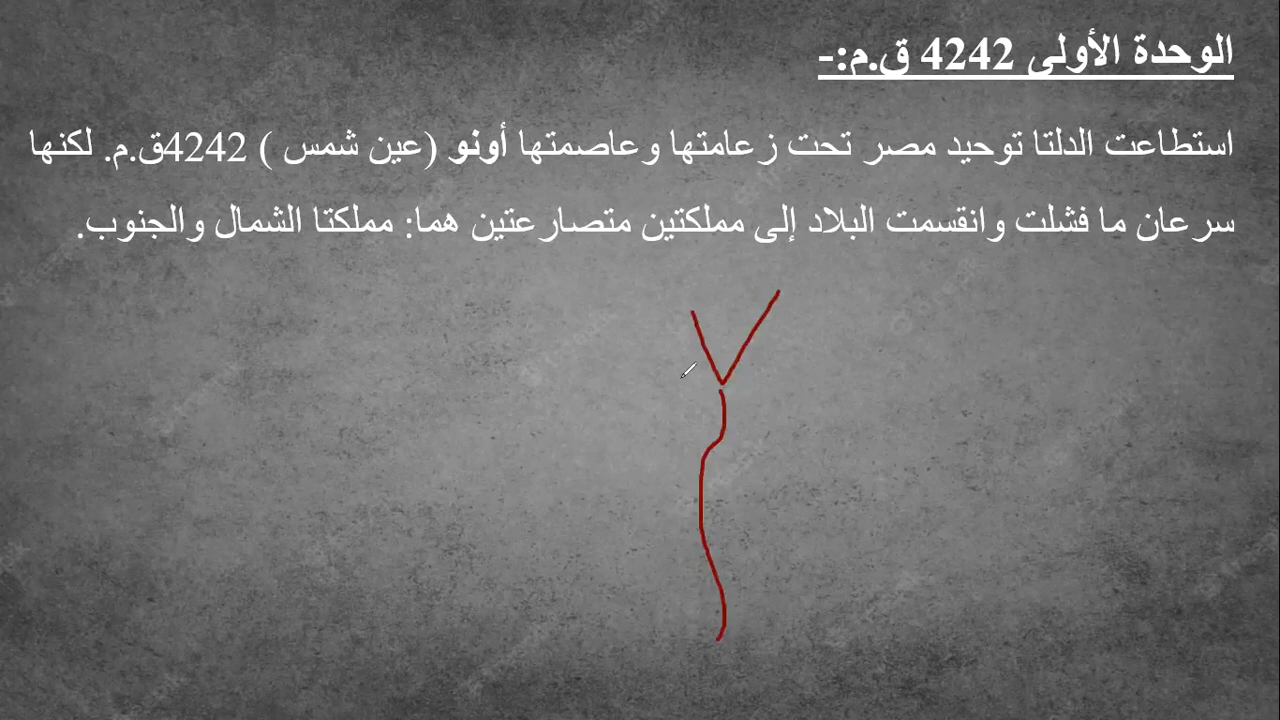 الوحدة الأولى 4242 ق.م:-
استطاعت الدلتا توحيد مصر تحت زعامتها وعاصمتها أونو (عين شمس ) 4242ق.م. لكنها
سرعان ما فشلت وانقسمت البلاد إلى مملكتين متصارعتين هما: مملكتا الشمال والجنوب.